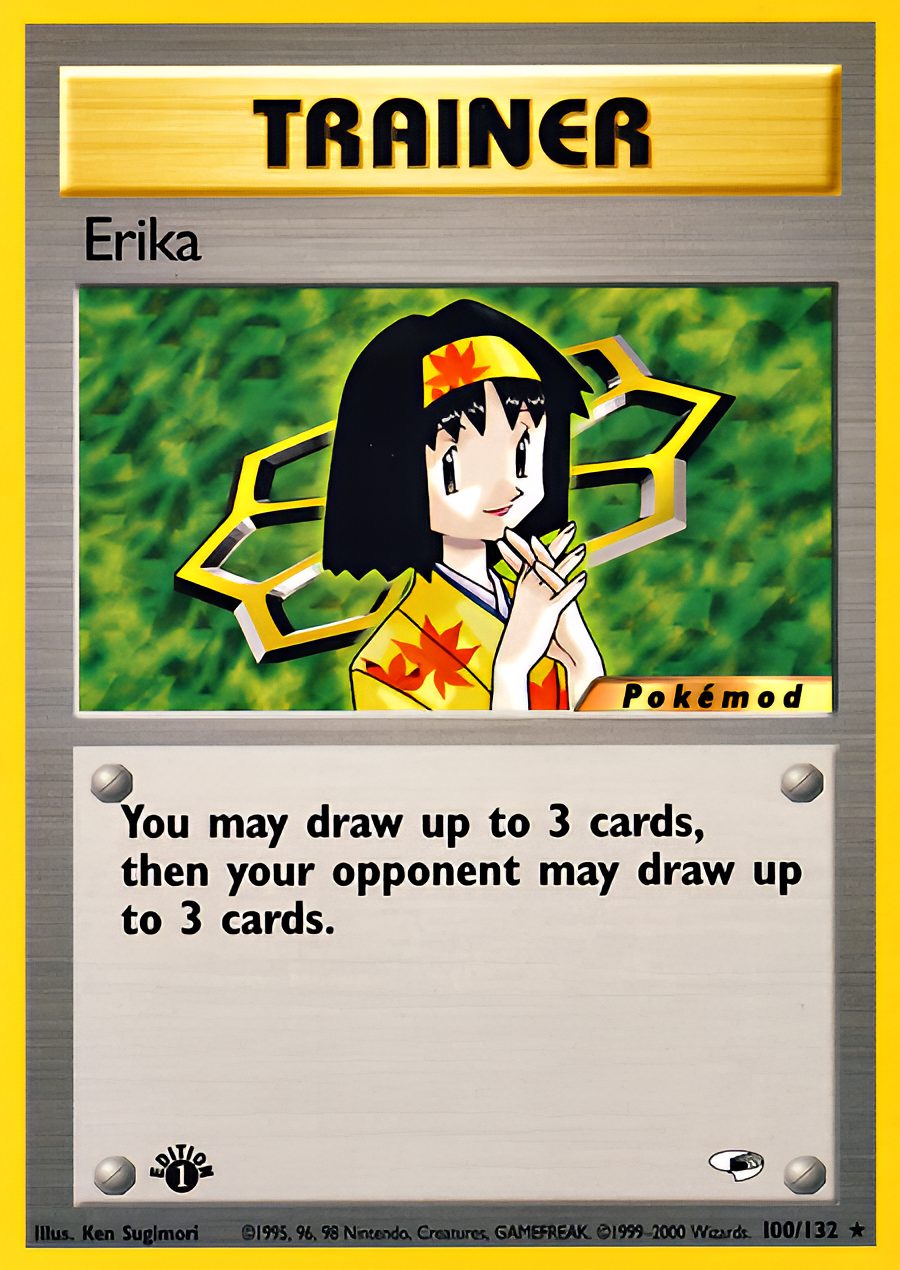 TRAINER
Erika
Pokémod
You may draw up to 3 cards,
then your opponent may draw up
to 3 cards.
EDITION
1
Illus. Ken Sugimori ©1995, 96, 98 Nintendo, Creatures, GAMEFREAK. ©1999-2000 Wizards. 100/132 ★